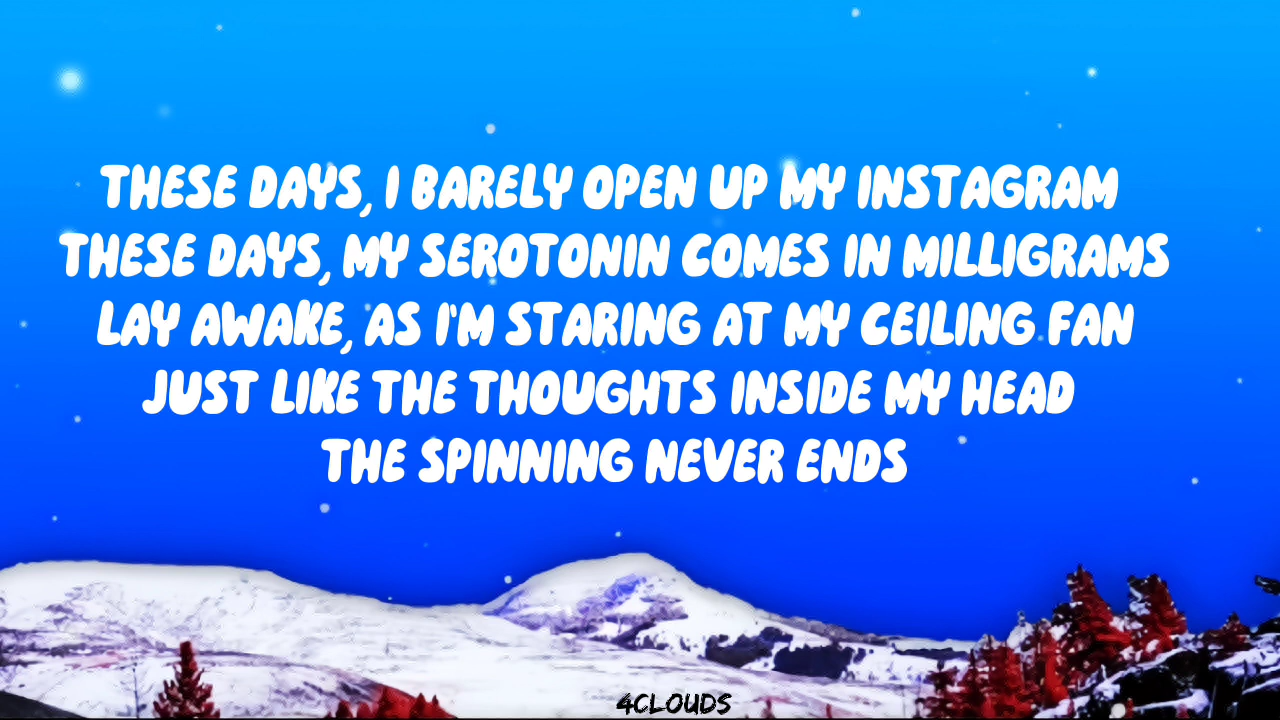 THESE DAYS, I BARELY OPEN UP MY INSTAGRAM
THESE DAYS, MY SEROTONIN COMES IN MILLIGRAMS
LAY AWAKE, AS I'M STARING AT MY CEILING FAN
JUST LIKE THE THOUGHTS INSIDE MY HEAD
THE SPINNING NEVER ENDS
4CLOUDS